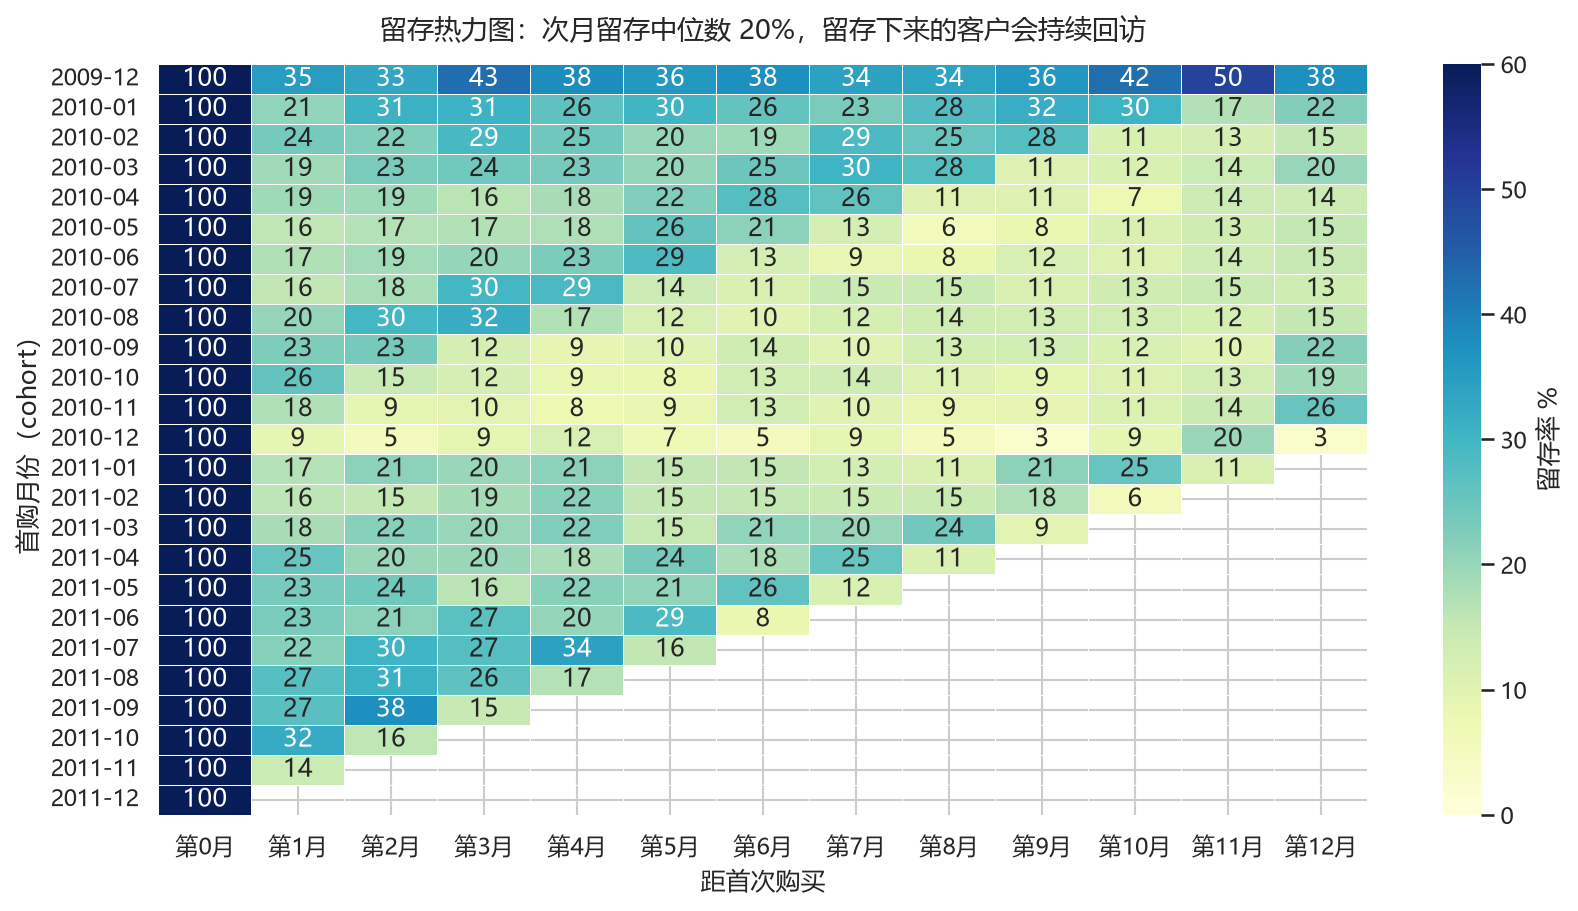 留存热力图：次月留存中位数 20%，留存下来的客户会持续回访
2009-12 100 35 33 43 38 36 38 34 34 36 42 50 38
2010-01 100 21 31 31 26 30 26 23 28 32 30 17 22
2010-02 100 24 22 29 25 20 19 29 25 28 11 13 15
2010-03 100 19 23 24 23 20 25 30 28 11 12 14 20
2010-04 100 19 19 16 18 22 28 26 11 11 7 14 14
2010-05 100 16 17 17 18 26 21 13 6 8 11 13 15
2010-06 100 17 19 20 23 29 13 9 8 12 11 14 15
2010-07 100 16 18 30 29 14 11 15 15 11 13 15 13
2010-08 100 20 30 32 17 12 10 12 14 13 13 12 15
2010-09 100 23 23 12 9 10 14 10 13 13 12 10 22
2010-10 100 26 15 12 9 8 13 14 11 9 11 13 19
2010-11 100 18 9 10 8 9 13 10 9 9 11 14 26
2010-12 100 9 5 9 12 7 5 9 5 3 9 20 3
2011-01 100 17 21 20 21 15 15 13 11 21 25 11
2011-02 100 16 15 19 22 15 15 15 15 18 6
2011-03 100 18 22 20 22 15 21 20 24 9
2011-04 100 25 20 20 18 24 18 25 11
2011-05 100 23 24 16 22 21 26 12
2011-06 100 23 21 27 20 29 8
2011-07 100 22 30 27 34 16
2011-08 100 27 31 26 17
2011-09 100 27 38 15
2011-10 100 32 16
2011-11 100 14
2011-12 100
第0月 第1月 第2月 第3月 第4月 第5月 第6月 第7月 第8月 第9月 第10月 第11月 第12月
距首次购买
首购月份（cohort）
60
50
40
30
20
10
0
留存率 %